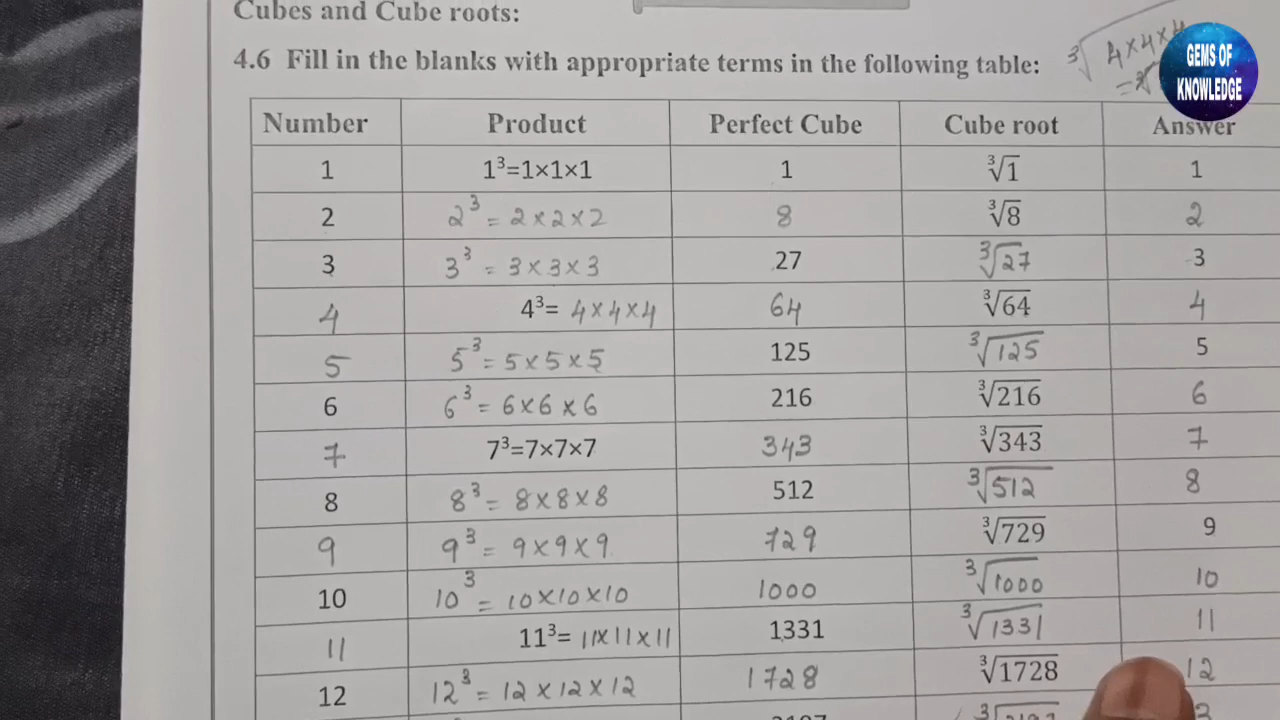 Cubes and Cube roots:
4.6 Fill in the blanks with appropriate terms in the following table:
∛4×4×4
GEMS OF
KNOWLEDGE
Number Product Perfect Cube Cube root Answer
1 1³=1×1×1 1 ∛1 1
2 2³ = 2×2×2 8 ∛8 2
3 3³ = 3×3×3 27 ∛27 3
4 4³= 4×4×4 64 ∛64 4
5 5³ = 5×5×5 125 ∛125 5
6 6³ = 6×6×6 216 ∛216 6
7 7³=7×7×7 343 ∛343 7
8 8³ = 8×8×8 512 ∛512 8
9 9³ = 9×9×9 729 ∛729 9
10 10³ = 10×10×10 1000 ∛1000 10
11 11³= 11×11×11 1331 ∛1331 11
12 12³ = 12×12×12 1728 ∛1728 12